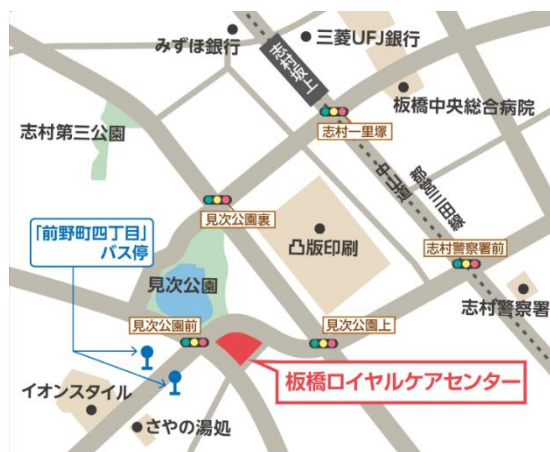 みずほ銀行
三菱UFJ銀行
志村坂上
板橋中央総合病院
志村第三公園
志村一里塚
中山道
都営三田線
見次公園裏
「前野町四丁目」
バス停
凸版印刷
志村警察署前
見次公園
志村警察署
見次公園前
見次公園上
イオンスタイル
板橋ロイヤルケアセンター
さやの湯処